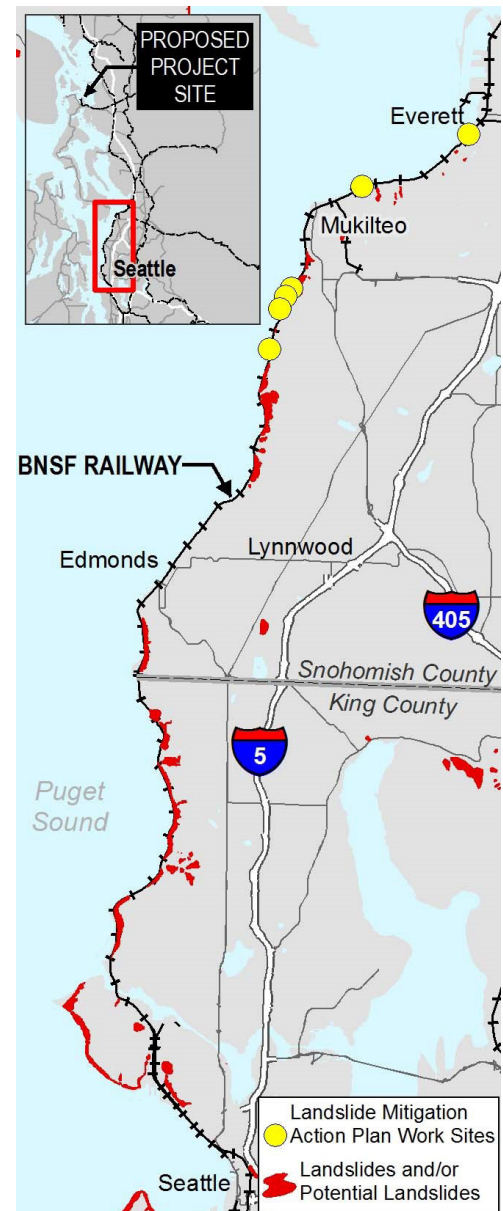 PROPOSED
PROJECT
SITE
Seattle
Everett
Mukilteo
BNSF RAILWAY
Edmonds
Lynnwood
405
Snohomish County
King County
5
Puget
Sound
Seattle
Landslide Mitigation
Action Plan Work Sites
Landslides and/or
Potential Landslides